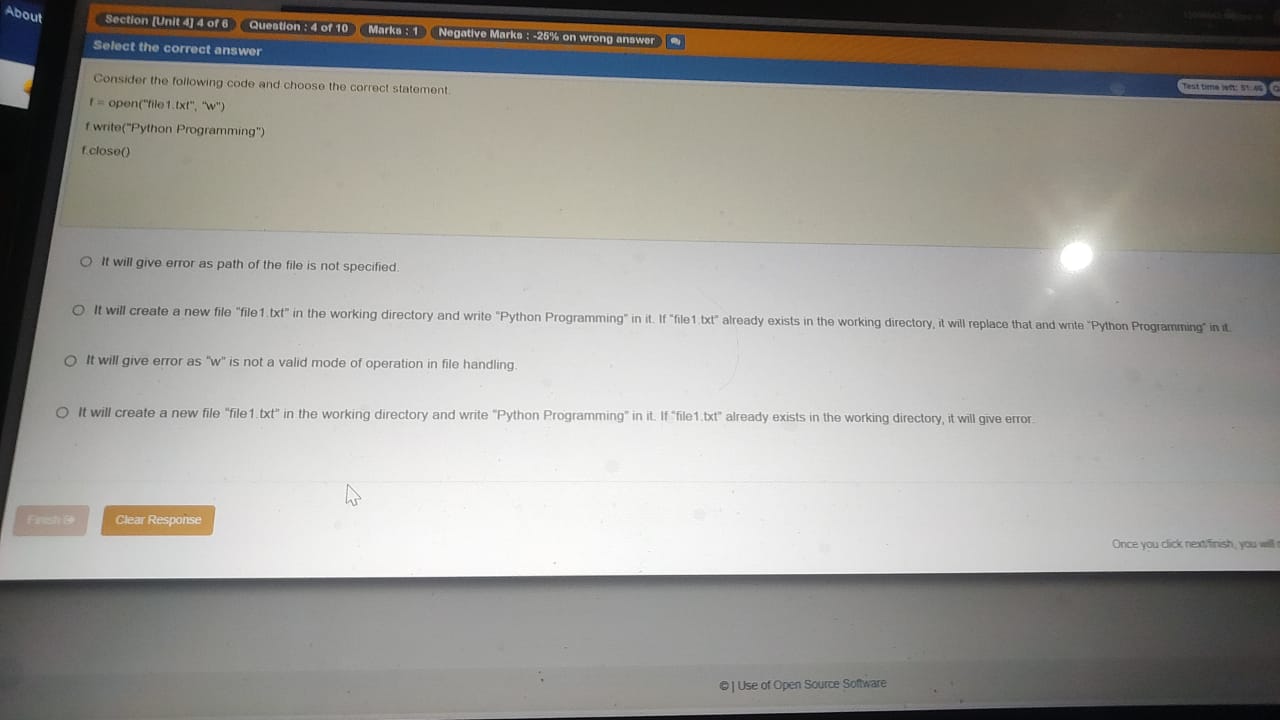 About
Section [Unit 4] 4 of 6 Question : 4 of 10 Marks : 1 Negative Marks : -25% on wrong answer
Select the correct answer
Test time left: 51:46
Consider the following code and choose the correct statement.
f = open("file1.txt", "w")
f.write("Python Programming")
f.close()
It will give error as path of the file is not specified.
It will create a new file "file1.txt" in the working directory and write "Python Programming" in it. If "file1.txt" already exists in the working directory, it will replace that and write "Python Programming" in it.
It will give error as "w" is not a valid mode of operation in file handling.
It will create a new file "file1.txt" in the working directory and write "Python Programming" in it. If "file1.txt" already exists in the working directory, it will give error.
Finish Clear Response
Once you click next/finish, you will
© | Use of Open Source Software